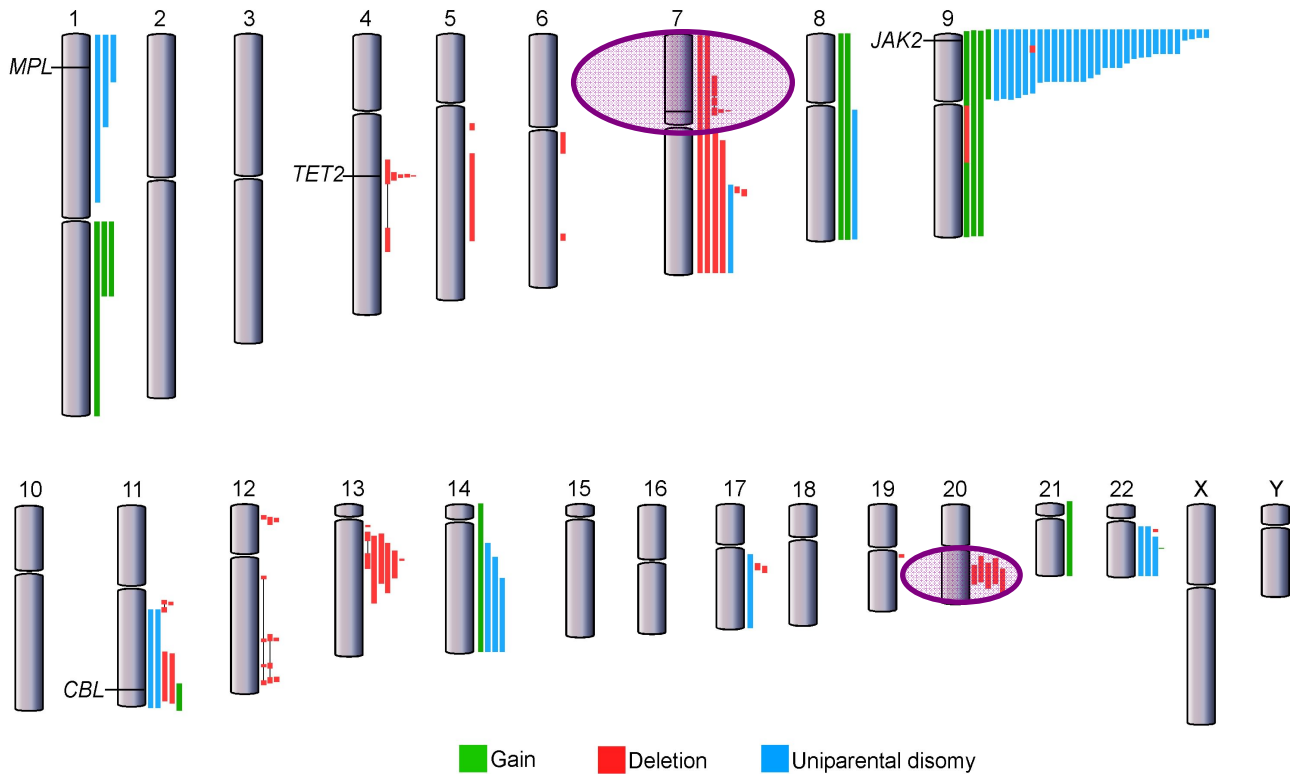 1 2 3 4 5 6 7 8 9
JAK2
MPL
TET2
10 11 12 13 14 15 16 17 18 19 20 21 22 X Y
CBL
Gain Deletion Uniparental disomy